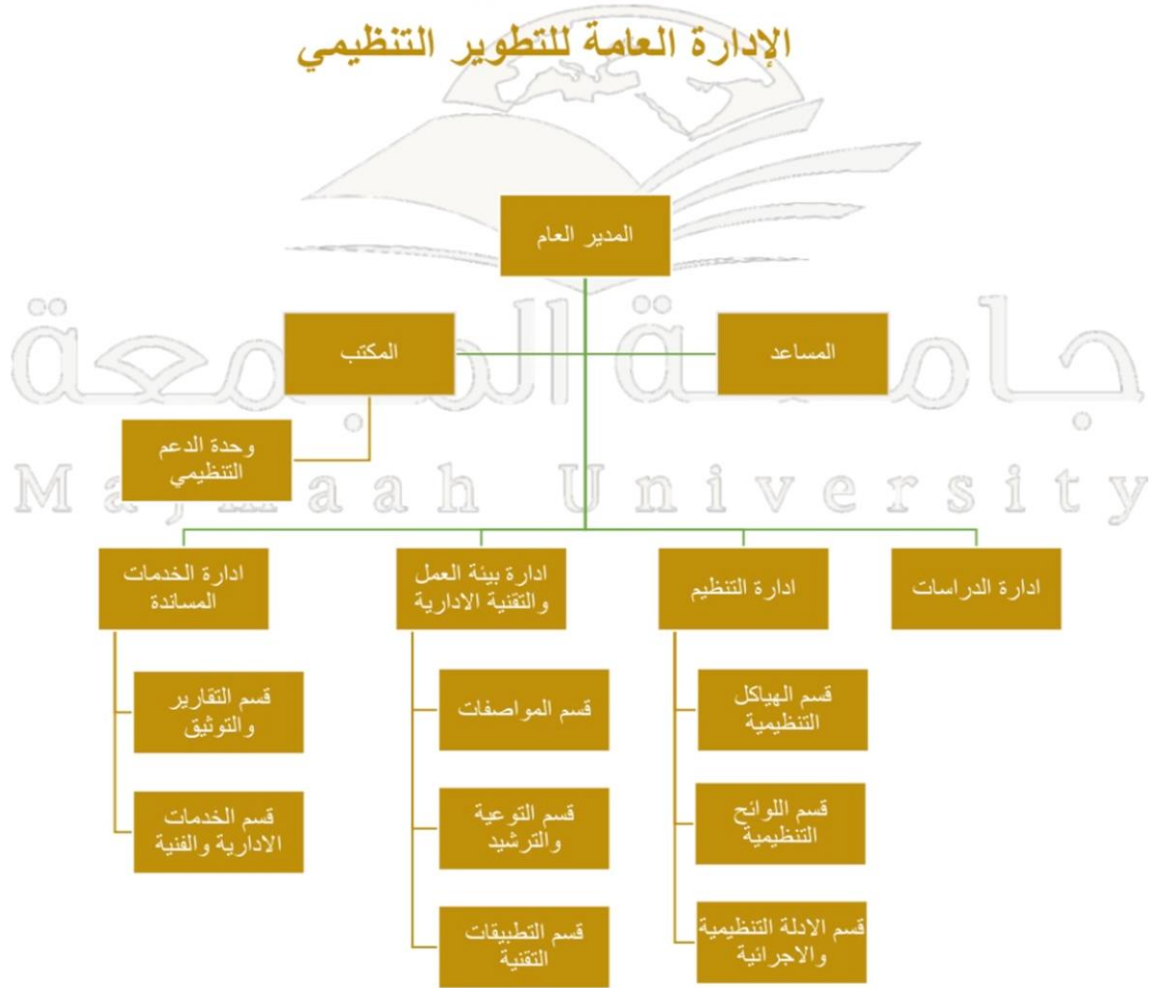 الإدارة العامة للتطوير التنظيمي
المدير العام
المساعد
المكتب
وحدة الدعم
التنظيمي
جامعة المجمعة
Majmaah University
ادارة الدراسات
ادارة التنظيم
ادارة بيئة العمل
والتقنية الادارية
ادارة الخدمات
المساندة
قسم الهياكل
التنظيمية
قسم اللوائح
التنظيمية
قسم الادلة التنظيمية
والاجرائية
قسم المواصفات
قسم التوعية
والترشيد
قسم التطبيقات
التقنية
قسم التقارير
والتوثيق
قسم الخدمات
الادارية والفنية